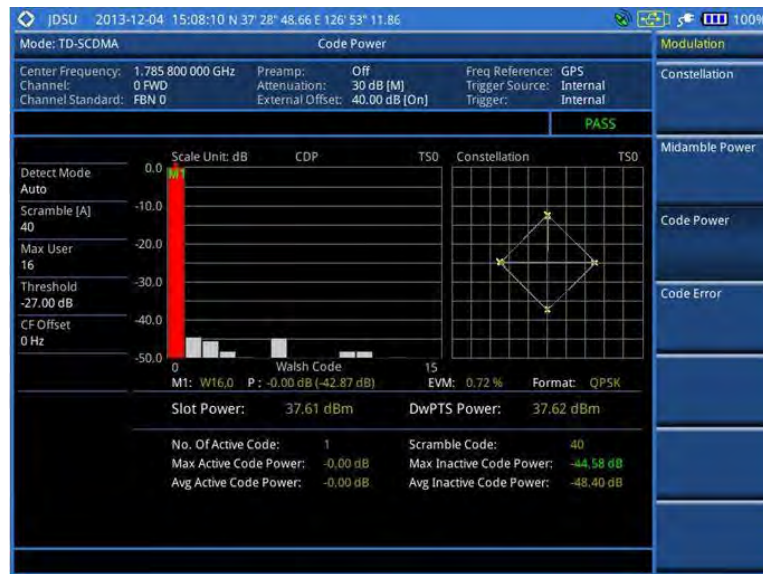 JDSU 2013-12-04 15:08:10 N 37' 28" 48.66 E 126' 53" 11.86 100%
Mode: TD-SCDMA Code Power Modulation
Center Frequency: 1.785 800 000 GHz Preamp: Off Freq Reference: GPS
Channel: 0 FWD Attenuation: 30 dB [M] Trigger Source: Internal
Channel Standard: FBN 0 External Offset: 40.00 dB [On] Trigger: Internal
PASS
Constellation
Midamble Power
Code Power
Code Error
Detect Mode
Auto
Scramble [A]
40
Max User
16
Threshold
-27.00 dB
CF Offset
0 Hz
Scale Unit: dB CDP TS0 Constellation TS0
0.0
M1
-10.0
-20.0
-30.0
-40.0
-50.0
0 Walsh Code 15
M1: W16,0 P : -0.00 dB (-42.87 dB) EVM: 0.72 % Format: QPSK
Slot Power: 37.61 dBm DwPTS Power: 37.62 dBm
No. Of Active Code: 1 Scramble Code: 40
Max Active Code Power: -0,00 dB Max Inactive Code Power: -44.58 dB
Avg Active Code Power: -0,00 dB Avg Inactive Code Power: -48.40 dB